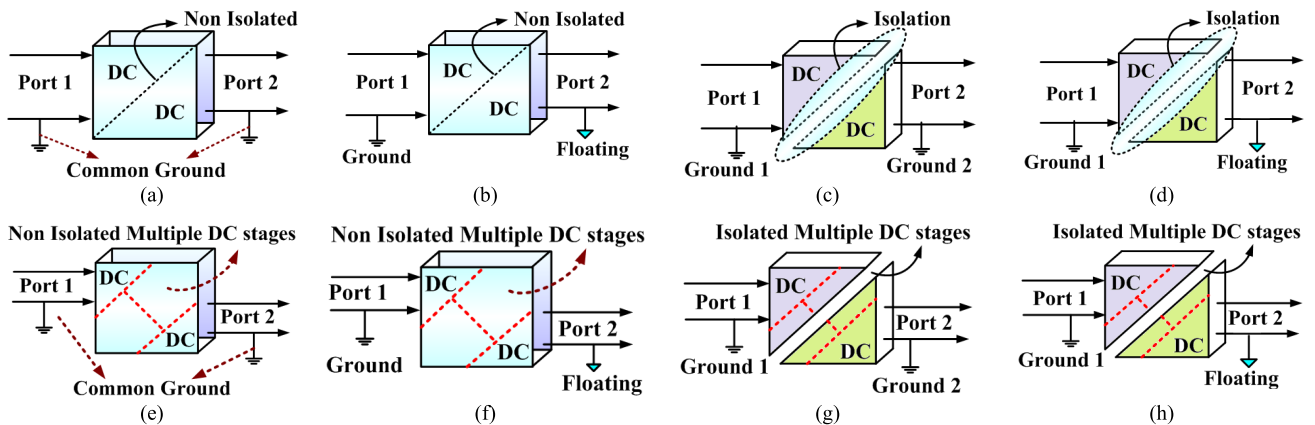 Non Isolated
DC
DC
Port 1
Port 2
Common Ground
(a)
Non Isolated
DC
DC
Port 1
Port 2
Ground
Floating
(b)
Isolation
DC
DC
Port 1
Port 2
Ground 1
Ground 2
(c)
Isolation
DC
DC
Port 1
Port 2
Ground 1
Floating
(d)
Non Isolated Multiple DC stages
DC
Port 1
Port 2
DC
Common Ground
(e)
Non Isolated Multiple DC stages
DC
Port 1
Port 2
DC
Ground
Floating
(f)
Isolated Multiple DC stages
DC
Port 1
Port 2
DC
Ground 1
Ground 2
(g)
Isolated Multiple DC stages
DC
Port 1
Port 2
DC
Ground 1
Floating
(h)